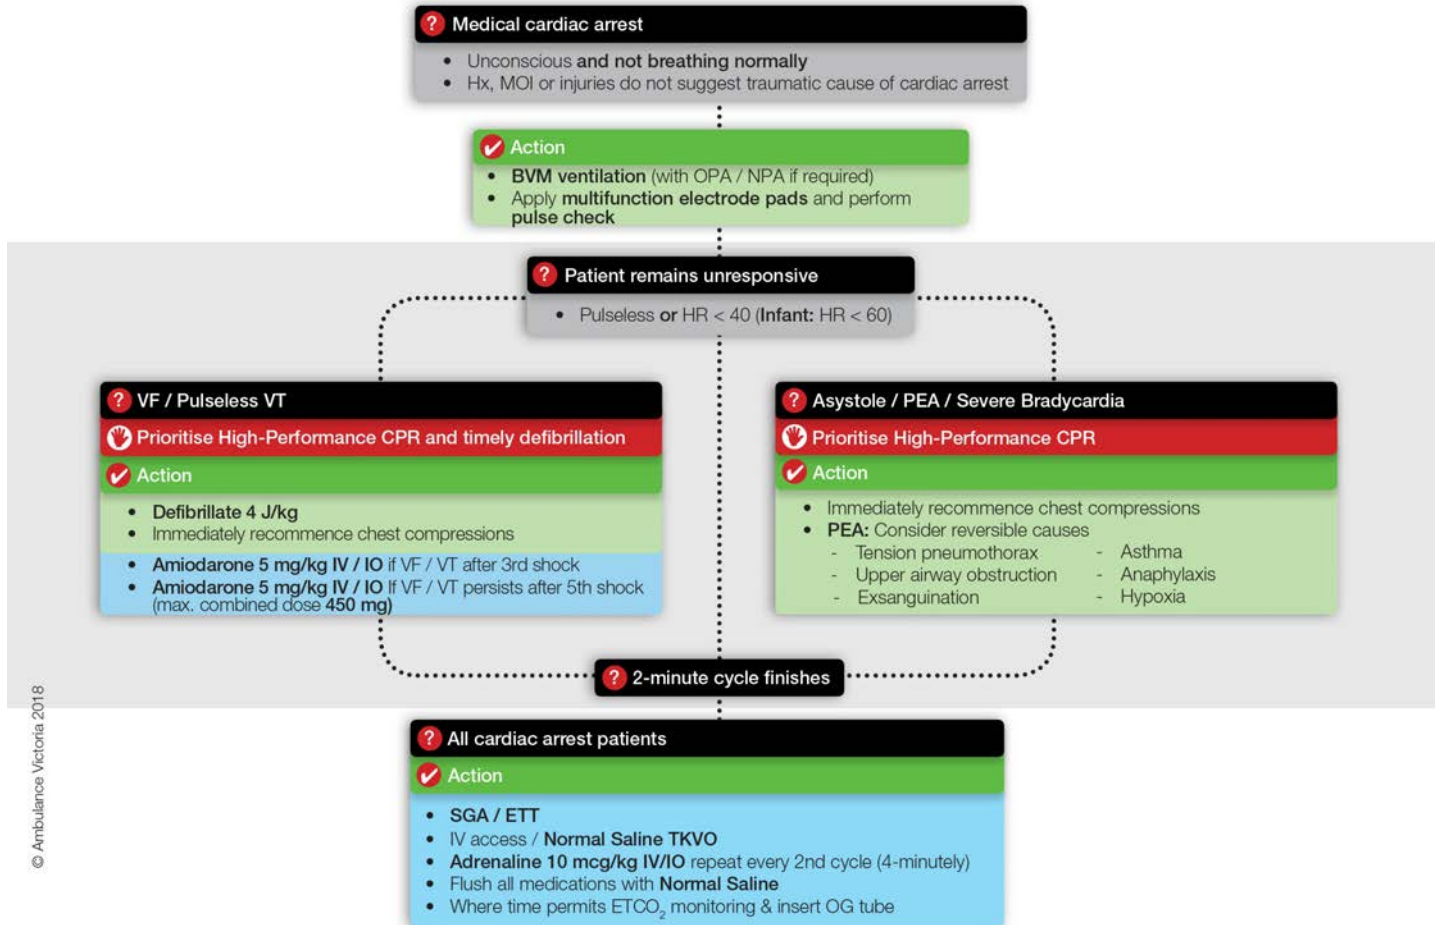 Medical cardiac arrest
• Unconscious and not breathing normally
• Hx, MOI or injuries do not suggest traumatic cause of cardiac arrest
Action
• BVM ventilation (with OPA / NPA if required)
• Apply multifunction electrode pads and perform
pulse check
Patient remains unresponsive
• Pulseless or HR < 40 (Infant: HR < 60)
VF / Pulseless VT
Prioritise High-Performance CPR and timely defibrillation
Action
• Defibrillate 4 J/kg
• Immediately recommence chest compressions
• Amiodarone 5 mg/kg IV / IO if VF / VT after 3rd shock
• Amiodarone 5 mg/kg IV / IO If VF / VT persists after 5th shock
(max. combined dose 450 mg)
Asystole / PEA / Severe Bradycardia
Prioritise High-Performance CPR
Action
• Immediately recommence chest compressions
• PEA: Consider reversible causes
- Tension pneumothorax - Asthma
- Upper airway obstruction - Anaphylaxis
- Exsanguination - Hypoxia
2-minute cycle finishes
All cardiac arrest patients
Action
• SGA / ETT
• IV access / Normal Saline TKVO
• Adrenaline 10 mcg/kg IV/IO repeat every 2nd cycle (4-minutely)
• Flush all medications with Normal Saline
• Where time permits ETCO₂ monitoring & insert OG tube
© Ambulance Victoria 2018